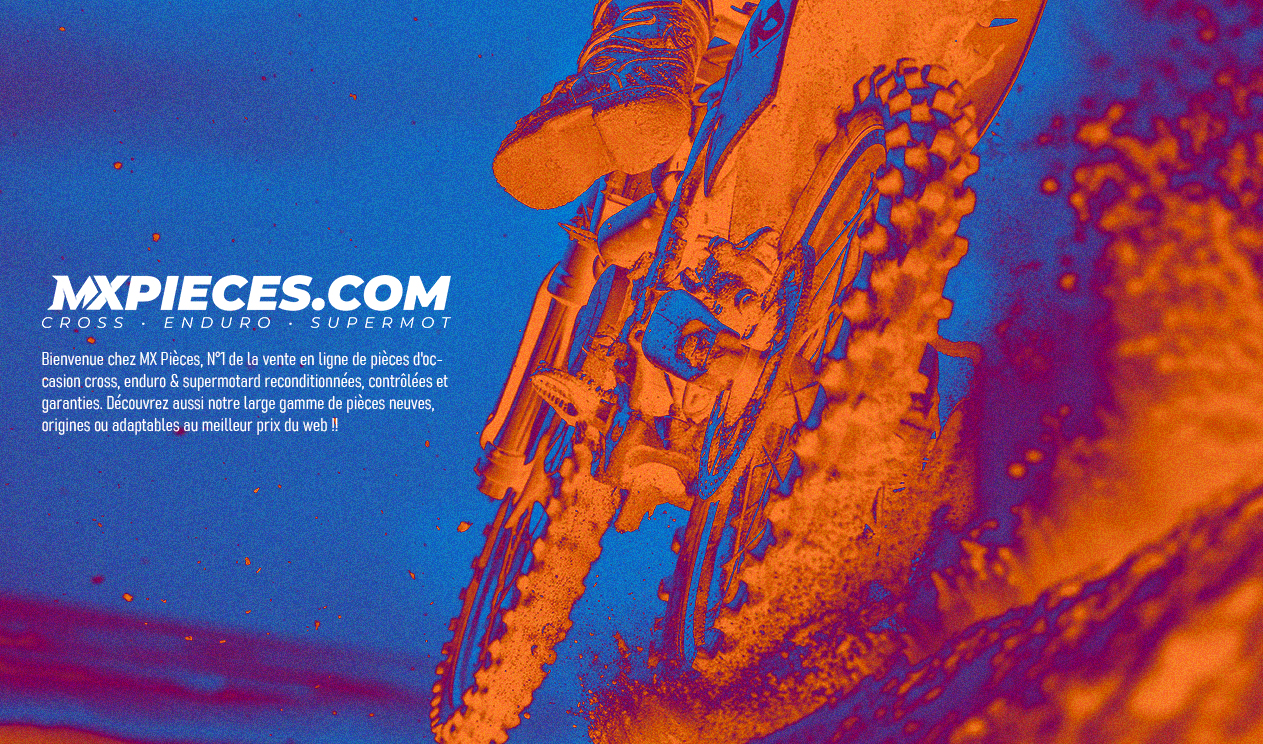 MXPIECES.COM
CROSS · ENDURO · SUPERMOT
Bienvenue chez MX Pièces, N°1 de la vente en ligne de pièces d'oc-
casion cross, enduro & supermotard reconditionnées, contrôlées et
garanties. Découvrez aussi notre large gamme de pièces neuves,
origines ou adaptables au meilleur prix du web !!